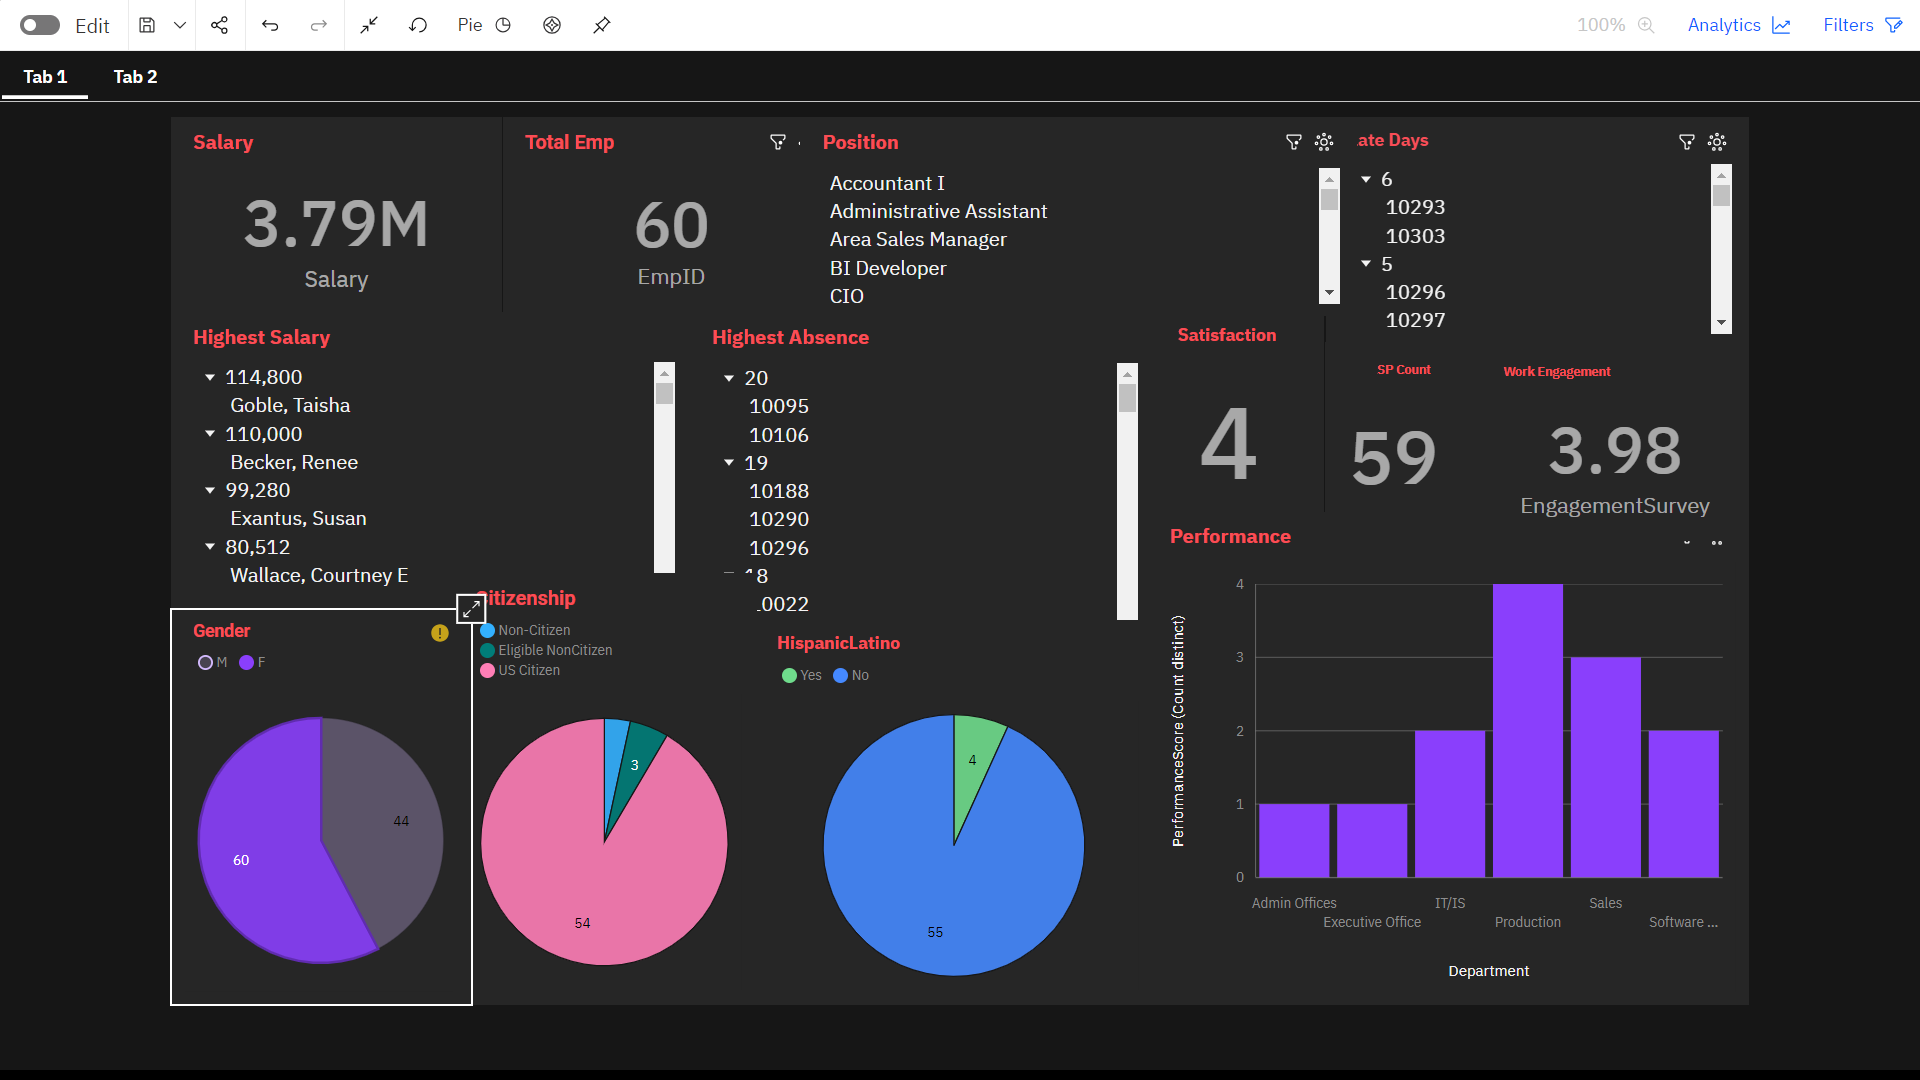 Edit
Pie
100%
Analytics
Filters
Tab 1
Tab 2
Salary
3.79M
Salary
Total Emp
60
EmpID
Position
Accountant I
Administrative Assistant
Area Sales Manager
BI Developer
CIO
ate Days
6
10293
10303
5
10296
10297
Highest Salary
114,800
Goble, Taisha
110,000
Becker, Renee
99,280
Exantus, Susan
80,512
Wallace, Courtney E
Highest Absence
20
10095
10106
19
10188
10290
10296
18
0022
Satisfaction
4
SP Count
59
Work Engagement
3.98
EngagementSurvey
Gender
M F
44
60
Citizenship
Non-Citizen
Eligible NonCitizen
US Citizen
3
54
HispanicLatino
Yes No
4
55
Performance
PerformanceScore (Count distinct)
4
3
2
1
0
Admin Offices
Executive Office
IT/IS
Production
Sales
Software ...
Department